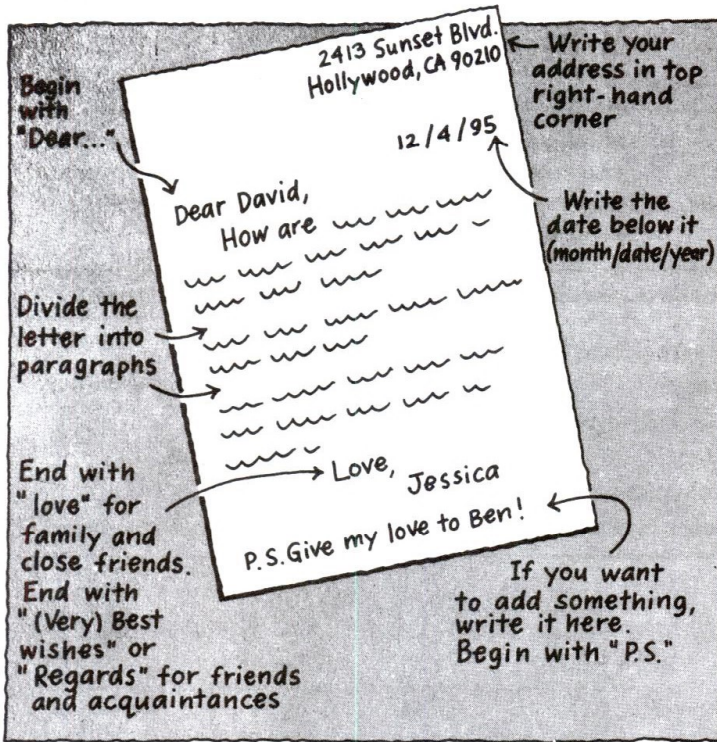 2413 Sunset Blvd.
Hollywood, CA 90210
Write your
address in top
right-hand
corner
Begin
with
"Dear..."
12/4/95
Write the
date below it
(month/date/year)
Dear David,
How are
Divide the
letter into
paragraphs
End with
"love" for
family and
close friends.
End with
"(Very) Best
wishes" or
"Regards" for friends
and acquaintances
Love,
Jessica
P.S. Give my love to Ben!
If you want
to add something,
write it here.
Begin with "P.S."